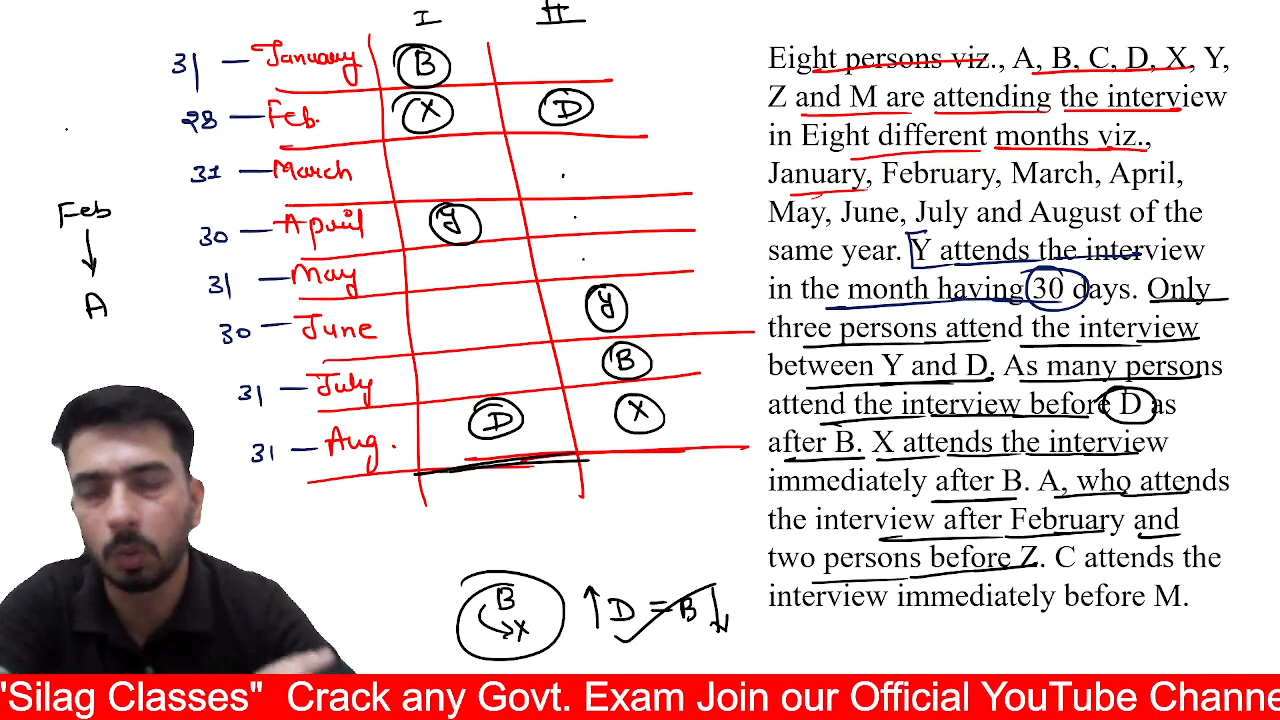 I II
31 — January B
28 — Feb. X D
31 — March
30 — April Y
31 — May
30 — June Y
31 — July B
31 — Aug. D X
Feb
↓
A
B
X
↑ D = B ↓
Eight persons viz., A, B, C, D, X, Y,
Z and M are attending the interview
in Eight different months viz.,
January, February, March, April,
May, June, July and August of the
same year. Y attends the interview
in the month having 30 days. Only
three persons attend the interview
between Y and D. As many persons
attend the interview before D as
after B. X attends the interview
immediately after B. A, who attends
the interview after February and
two persons before Z. C attends the
interview immediately before M.
"Silag Classes" Crack any Govt. Exam Join our Official YouTube Channe